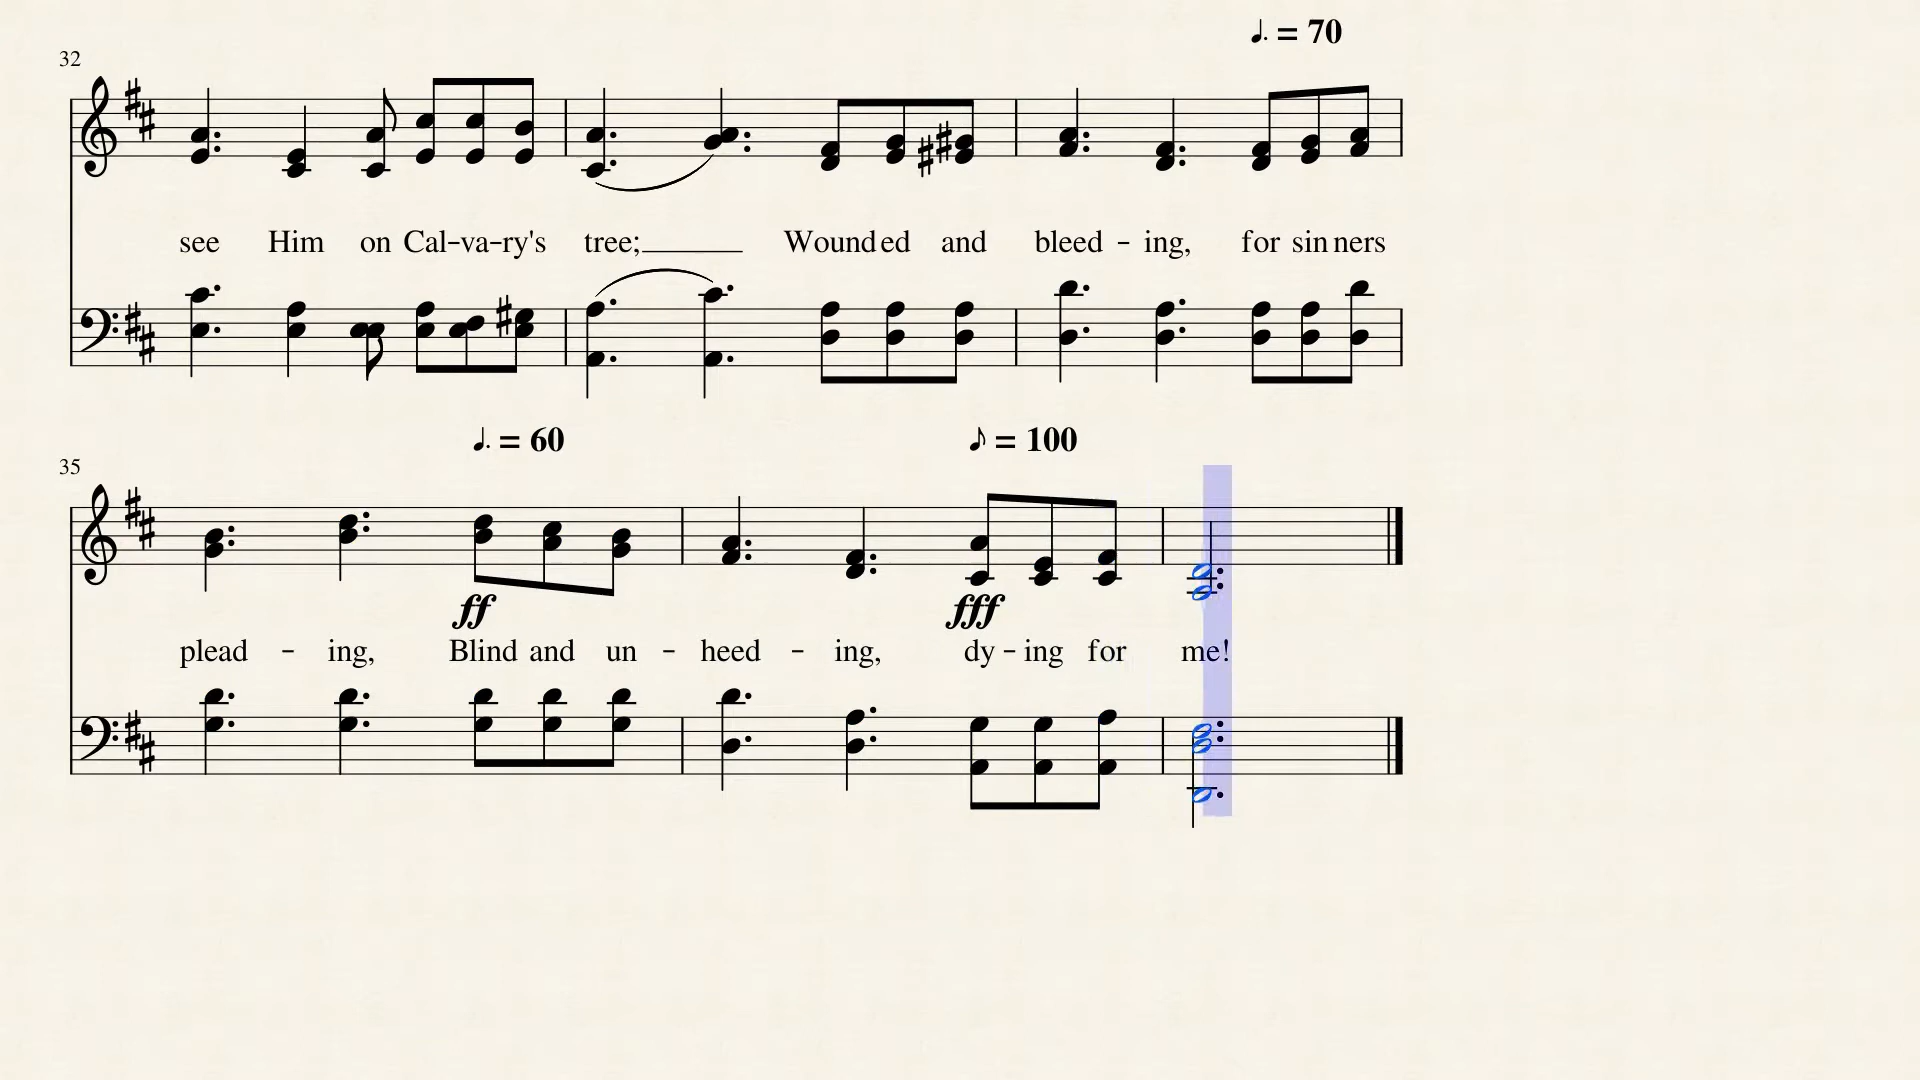 ♩. = 70
32
see Him on Cal-va-ry's tree;____ Wound ed and bleed - ing, for sin ners
♩. = 60 ♪ = 100
35
ff fff
plead - ing, Blind and un - heed - ing, dy - ing for me!